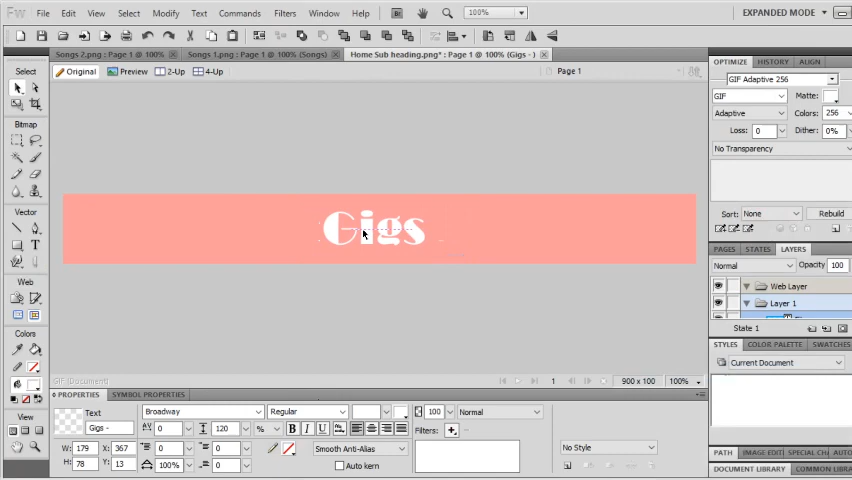 Fw File Edit View Select Modify Text Commands Filters Window Help Br 100% EXPANDED MODE
Songs 2.png : Page 1 @ 100% Songs 1.png : Page 1 @ 100% (Songs) Home Sub heading.png* : Page 1 @ 100% (Gigs - )
Original Preview 2-Up 4-Up Page 1
Select
Bitmap
Vector
Web
Colors
View
Gigs -
GIF (Document) 1 900 x 100 100%
PROPERTIES SYMBOL PROPERTIES
Text
Gigs -
Broadway Regular 100 Normal
0 120 % B I U
W: 179 X: 367 0 0 Smooth Anti-Alias Filters: No Style
H: 78 Y: 13 100% 0 Auto kern
OPTIMIZE HISTORY ALIGN
GIF Adaptive 256
GIF Matte:
Adaptive Colors: 256
Loss: 0 Dither: 0%
No Transparency
Sort: None Rebuild
PAGES STATES LAYERS
Normal Opacity 100
Web Layer
Layer 1
State 1
STYLES COLOR PALETTE SWATCHES
Current Document
PATH IMAGE EDIT SPECIAL CH AUTO
DOCUMENT LIBRARY COMMON LI